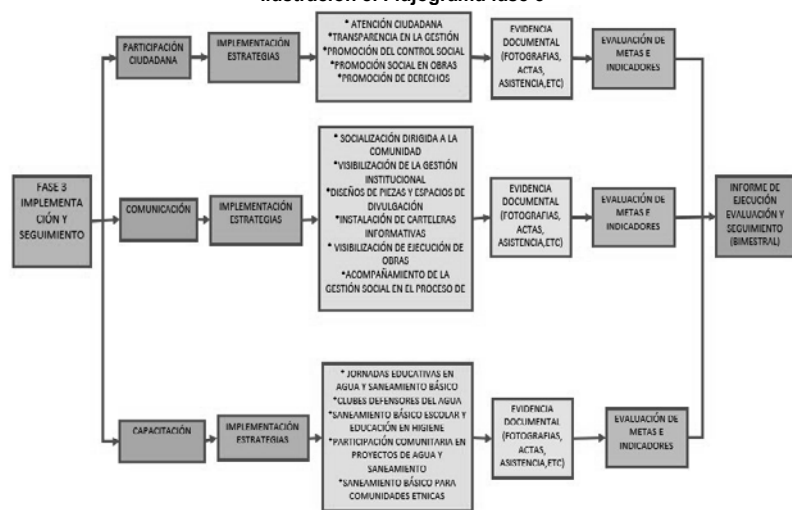 Ilustración 3. Flujograma fase 3
PARTICIPACIÓN
CIUDADANA
IMPLEMENTACIÓN
ESTRATEGIAS
* ATENCIÓN CIUDADANA
*TRANSPARENCIA EN LA GESTIÓN
*PROMOCIÓN DEL CONTROL SOCIAL
*PROMOCIÓN SOCIAL EN OBRAS
*PROMOCIÓN DE DERECHOS
EVIDENCIA
DOCUMENTAL
(FOTOGRAFIAS,
ACTAS,
ASISTENCIA,ETC)
EVALUACIÓN DE
METAS E
INDICADORES
FASE 3
IMPLEMENTA
CIÓN Y
SEGUIMIENTO
COMUNICACIÓN
IMPLEMENTACIÓN
ESTRATEGIAS
* SOCIALIZACIÓN DIRIGIDA A LA
COMUNIDAD
*VISIBILIZACIÓN DE LA GESTIÓN
INSTITUCIONAL
*DISEÑOS DE PIEZAS Y ESPACIOS DE
DIVULGACIÓN
*INSTALACIÓN DE CARTELERAS
INFORMATIVAS
*VISIBILIZACIÓN DE EJECUCIÓN DE
OBRAS
*ACOMPAÑAMIENTO DE LA
GESTIÓN SOCIAL EN EL PROCESO DE
EVIDENCIA
DOCUMENTAL
(FOTOGRAFIAS,
ACTAS,
ASISTENCIA,ETC)
EVALUACIÓN DE
METAS E
INDICADORES
INFORME DE
EJECUCIÓN
EVALUACIÓN Y
SEGUIMIENTO
(BIMESTRAL)
CAPACITACIÓN
IMPLEMENTACIÓN
ESTRATEGIAS
* JORNADAS EDUCATIVAS EN
AGUA Y SANEAMIENTO BÁSICO
*CLUBES DEFENSORES DEL AGUA
*SANEAMIENTO BÁSICO ESCOLAR Y
EDUCACIÓN EN HIGIENE
*PARTICIPACIÓN COMUNITARIA EN
PROYECTOS DE AGUA Y
SANEAMIENTO
*SANEAMIENTO BÁSICO PARA
COMUNIDADES ETNICAS
EVIDENCIA
DOCUMENTAL
(FOTOGRAFIAS,
ACTAS,
ASISTENCIA,ETC)
EVALUACIÓN DE
METAS E
INDICADORES